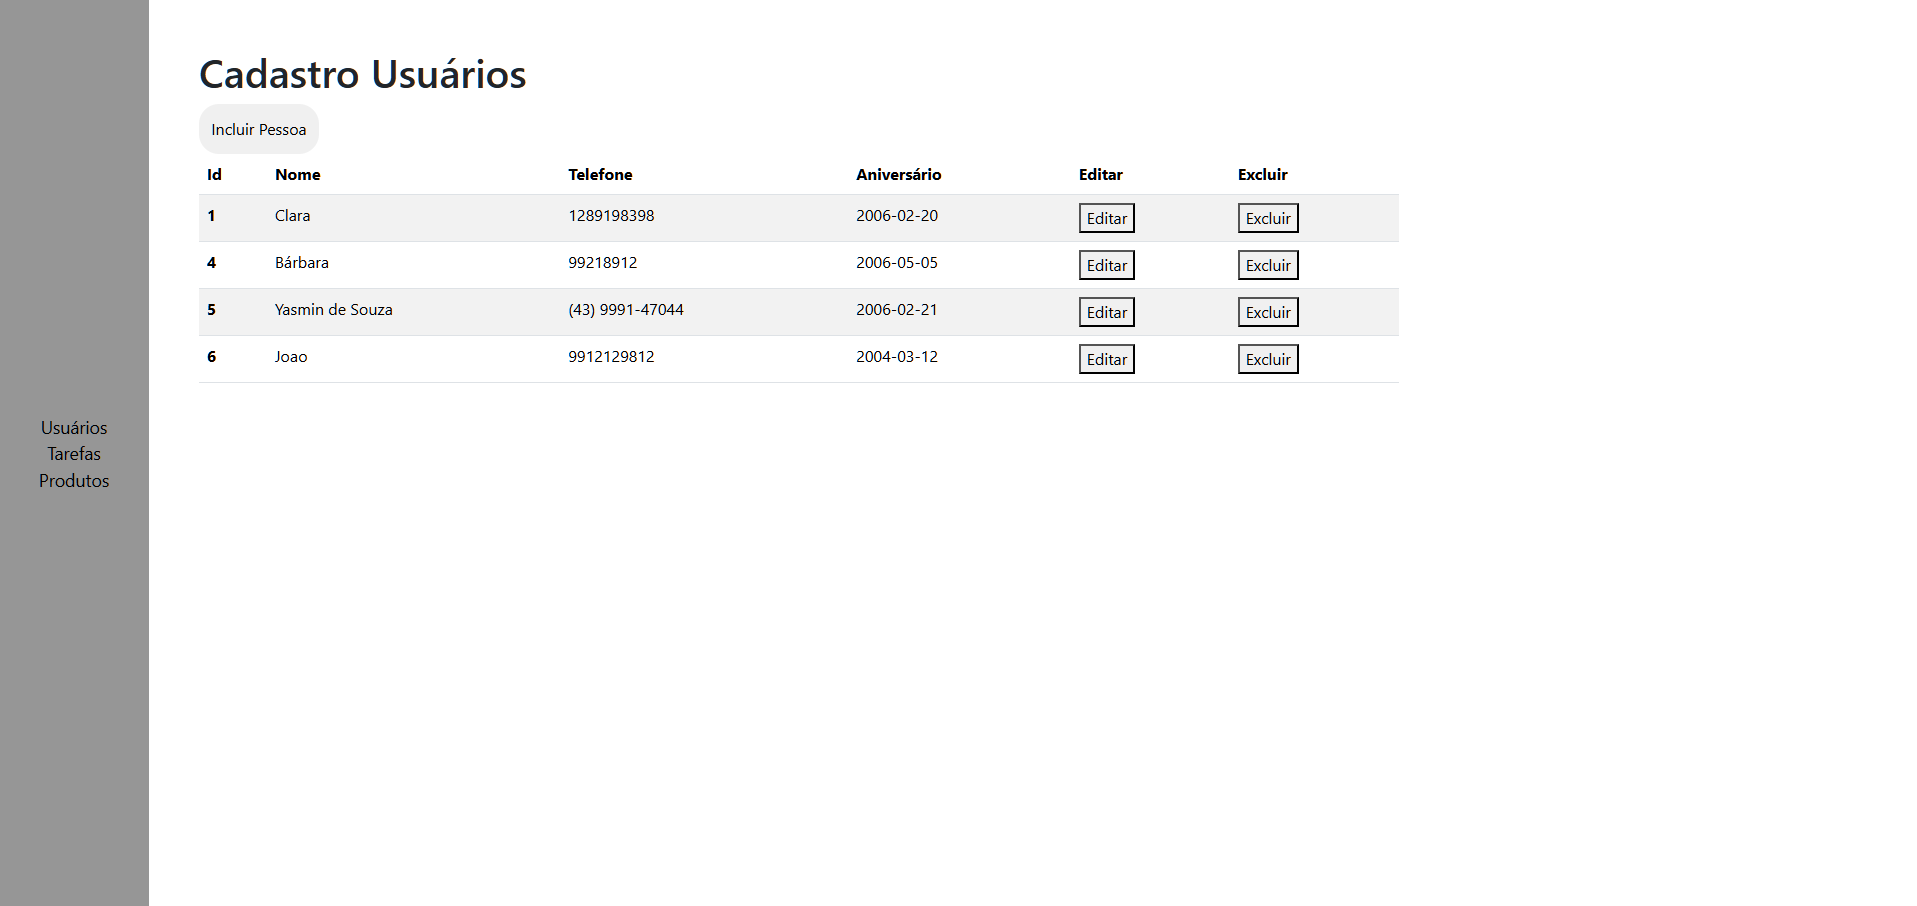 Cadastro Usuários
Incluir Pessoa
Id Nome Telefone Aniversário Editar Excluir
1 Clara 1289198398 2006-02-20 Editar Excluir
4 Bárbara 99218912 2006-05-05 Editar Excluir
5 Yasmin de Souza (43) 9991-47044 2006-02-21 Editar Excluir
6 Joao 9912129812 2004-03-12 Editar Excluir
Usuários
Tarefas
Produtos